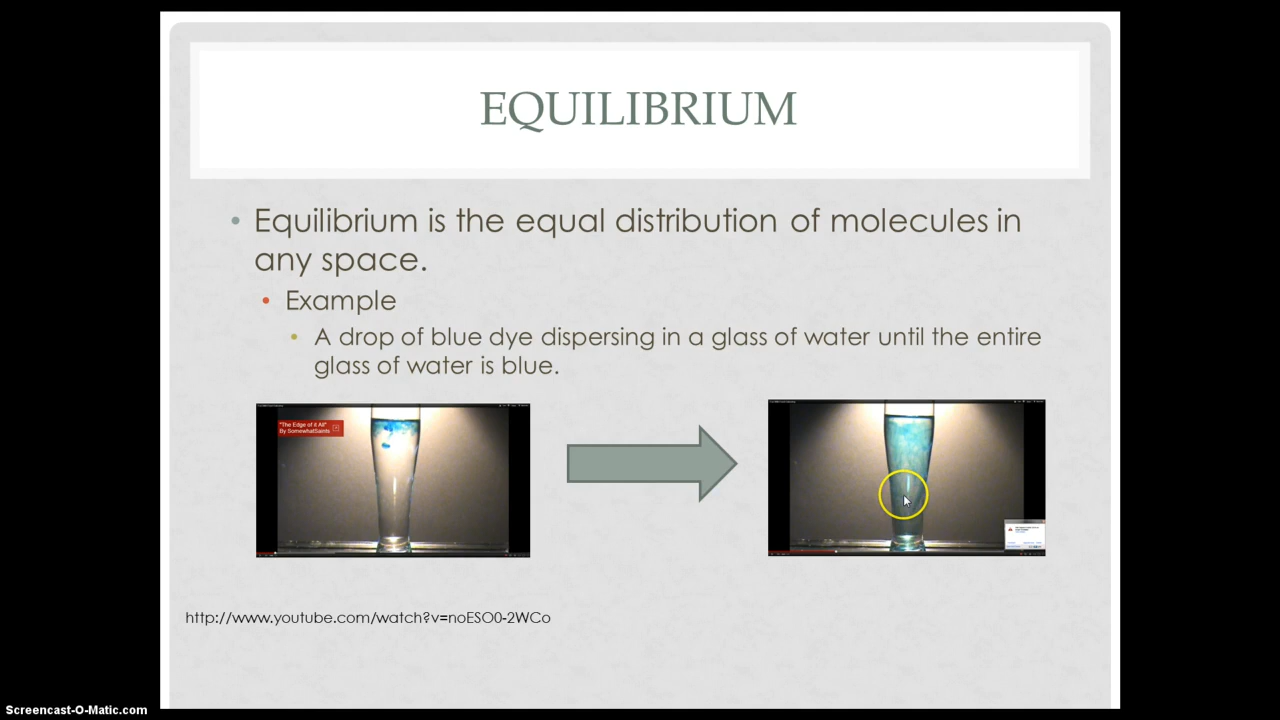 EQUILIBRIUM
• Equilibrium is the equal distribution of molecules in
any space.
• Example
• A drop of blue dye dispersing in a glass of water until the entire
glass of water is blue.
"The Edge of it All"
By SomewhatSaints
http://www.youtube.com/watch?v=noESO0-2WCo
Screencast-O-Matic.com